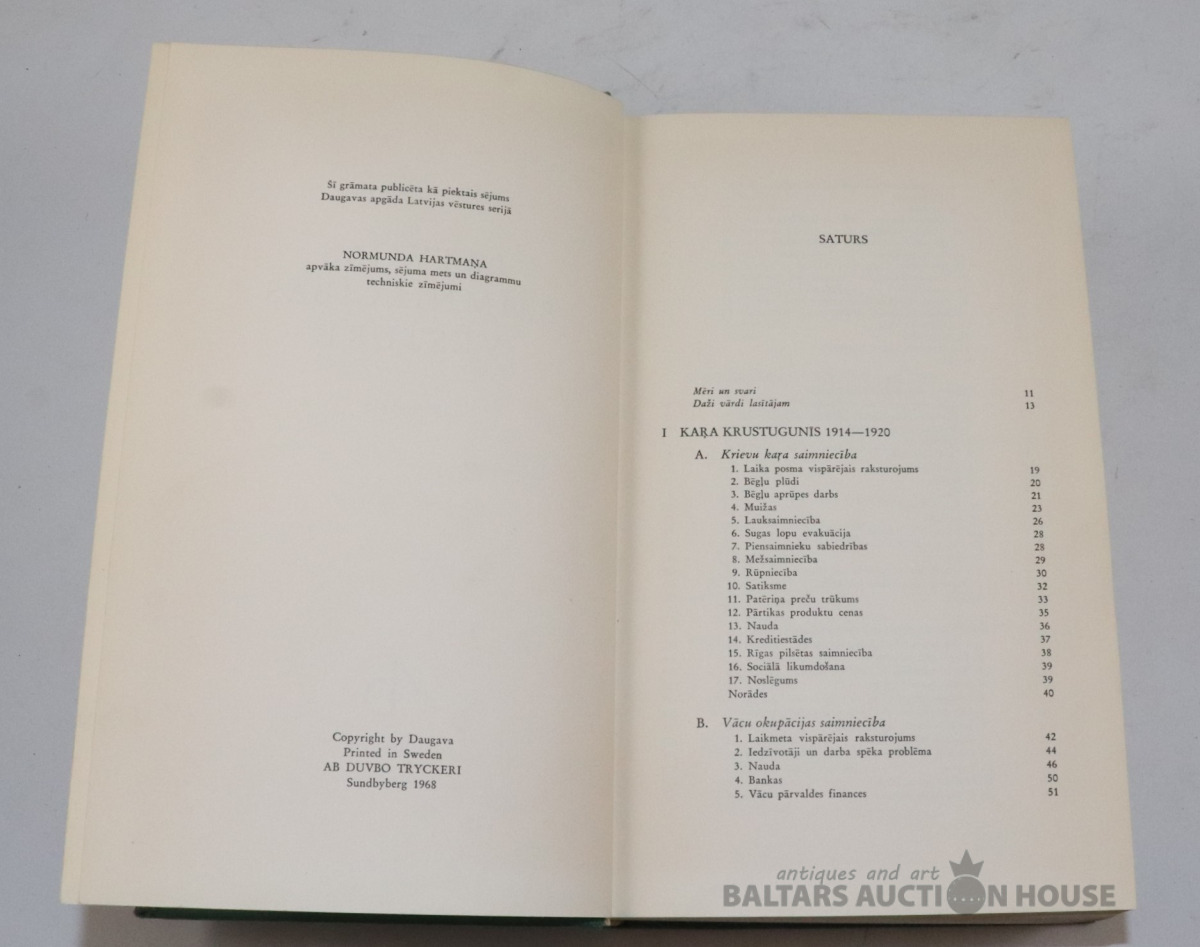 Šī grāmata publicēta kā piektais sējums
Daugavas apgāda Latvijas vēstures serijā
NORMUNDA HARTMAŅA
apvāka zīmējums, sējuma mets un diagrammu
techniskie zīmējumi
Copyright by Daugava
Printed in Sweden
AB DUVBO TRYCKERI
Sundbyberg 1968
SATURS
Mēri un svari 11
Daži vārdi lasītājam 13
I KAŖA KRUSTUGUNIS 1914—1920
A. Krievu kaŗa saimniecība
1. Laika posma vispārējais raksturojums 19
2. Bēgļu plūdi 20
3. Bēgļu aprūpes darbs 21
4. Muižas 23
5. Lauksaimniecība 26
6. Sugas lopu evakuācija 28
7. Piensaimnieku sabiedrības 28
8. Mežsaimniecība 29
9. Rūpniecība 30
10. Satiksme 32
11. Patēriņa preču trūkums 33
12. Pārtikas produktu cenas 35
13. Nauda 36
14. Kreditiestādes 37
15. Rīgas pilsētas saimniecība 38
16. Sociālā likumdošana 39
17. Noslēgums 39
Norādes 40
B. Vācu okupācijas saimniecība
1. Laikmeta vispārējais raksturojums 42
2. Iedzīvotāji un darba spēka problēma 44
3. Nauda 46
4. Bankas 50
5. Vācu pārvaldes finances 51
antiques and art
BALTARS AUCTION HOUSE